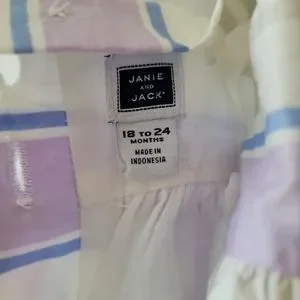 JANIE
AND
JACK
18 TO 24
MONTHS
MADE IN
INDONESIA